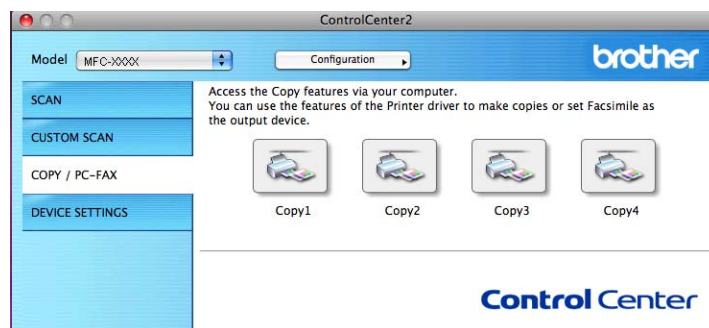 ControlCenter2
Model MFC-XXXX Configuration brother
SCAN
CUSTOM SCAN
COPY / PC-FAX
DEVICE SETTINGS
Access the Copy features via your computer.
You can use the features of the Printer driver to make copies or set Facsimile as
the output device.
Copy1 Copy2 Copy3 Copy4
Control Center